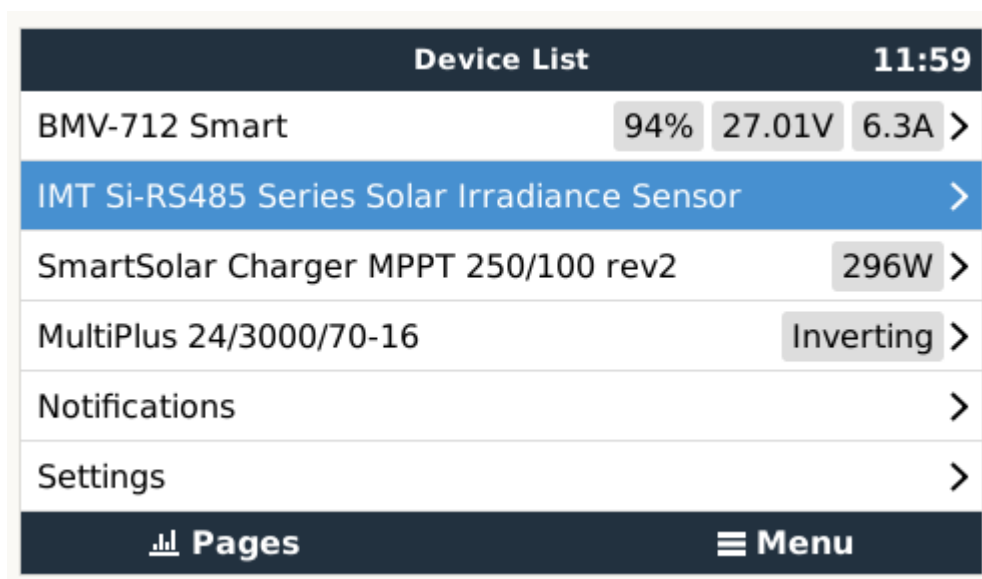 Device List 11:59
BMV-712 Smart 94% 27.01V 6.3A
IMT Si-RS485 Series Solar Irradiance Sensor
SmartSolar Charger MPPT 250/100 rev2 296W
MultiPlus 24/3000/70-16 Inverting
Notifications
Settings
Pages Menu